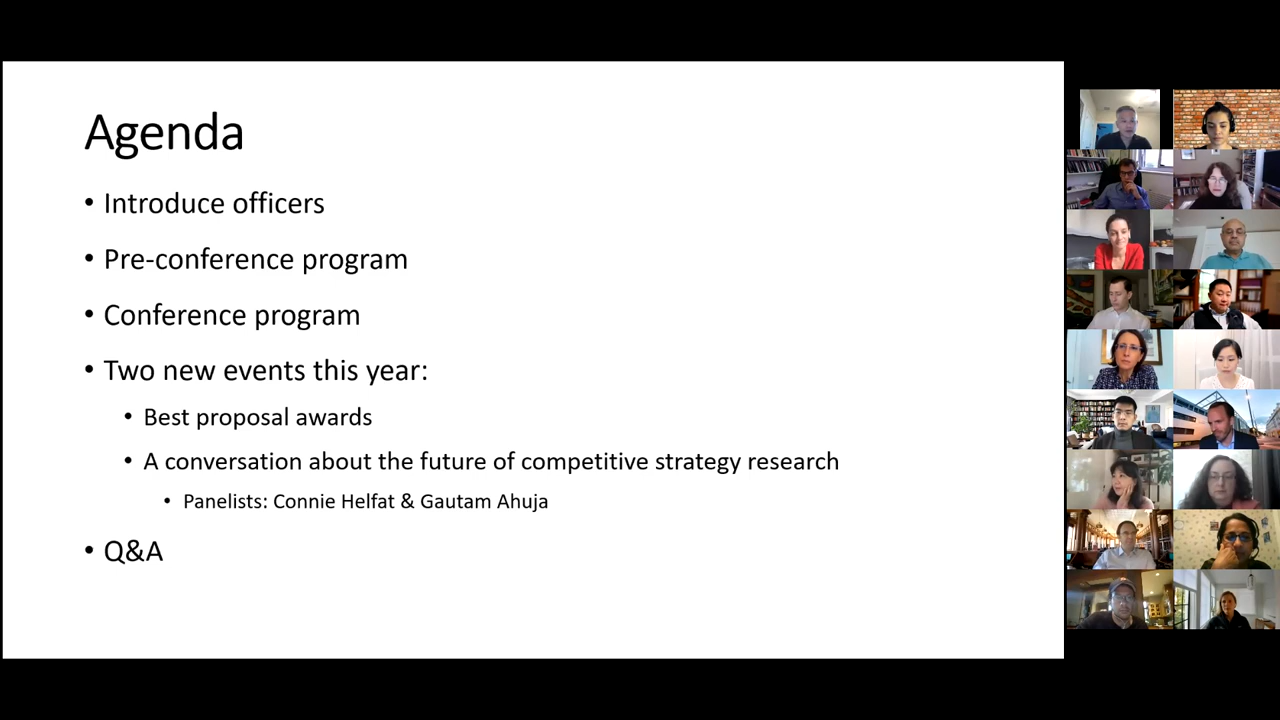 Agenda
• Introduce officers
• Pre-conference program
• Conference program
• Two new events this year:
• Best proposal awards
• A conversation about the future of competitive strategy research
• Panelists: Connie Helfat & Gautam Ahuja
• Q&A